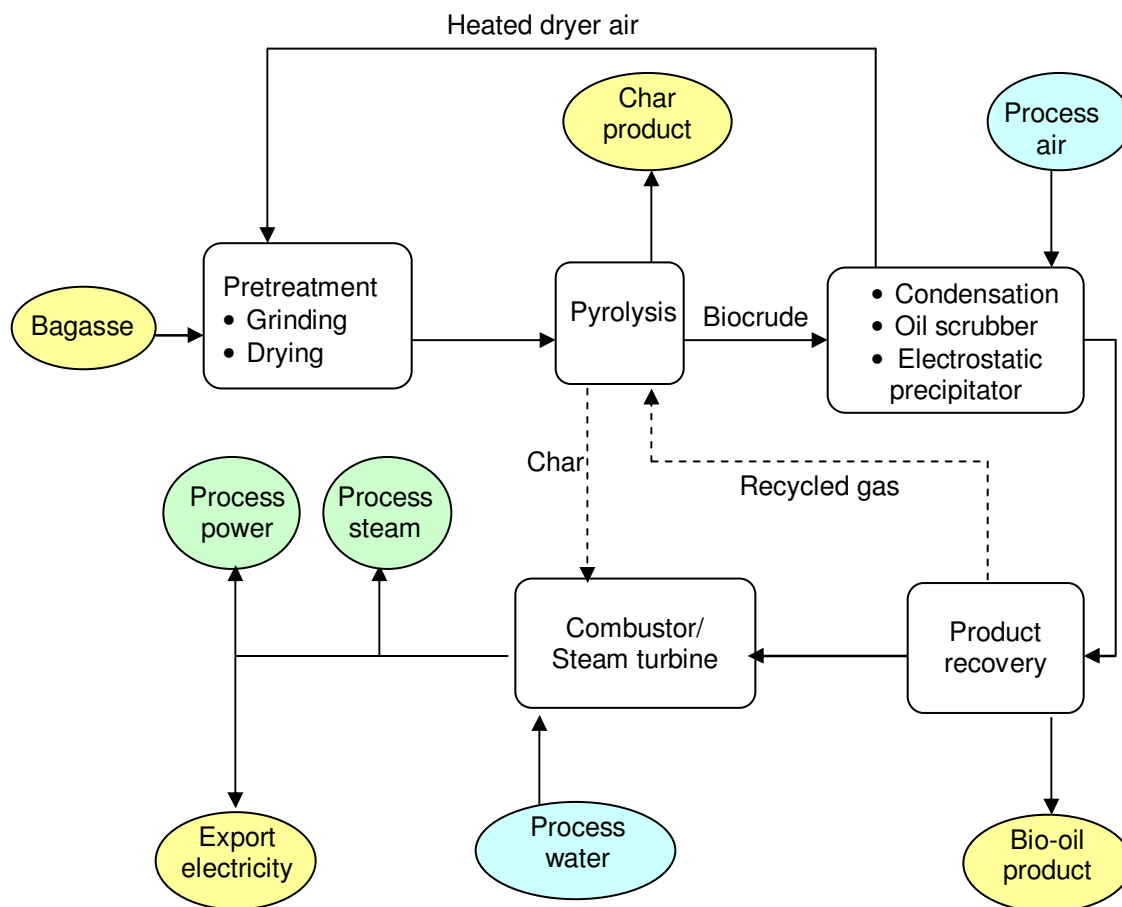 Heated dryer air
Char
product
Process
air
Pretreatment
• Grinding
• Drying
Bagasse
Pyrolysis
Biocrude
• Condensation
• Oil scrubber
• Electrostatic
precipitator
Char
Recycled gas
Process
power
Process
steam
Combustor/
Steam turbine
Product
recovery
Export
electricity
Process
water
Bio-oil
product